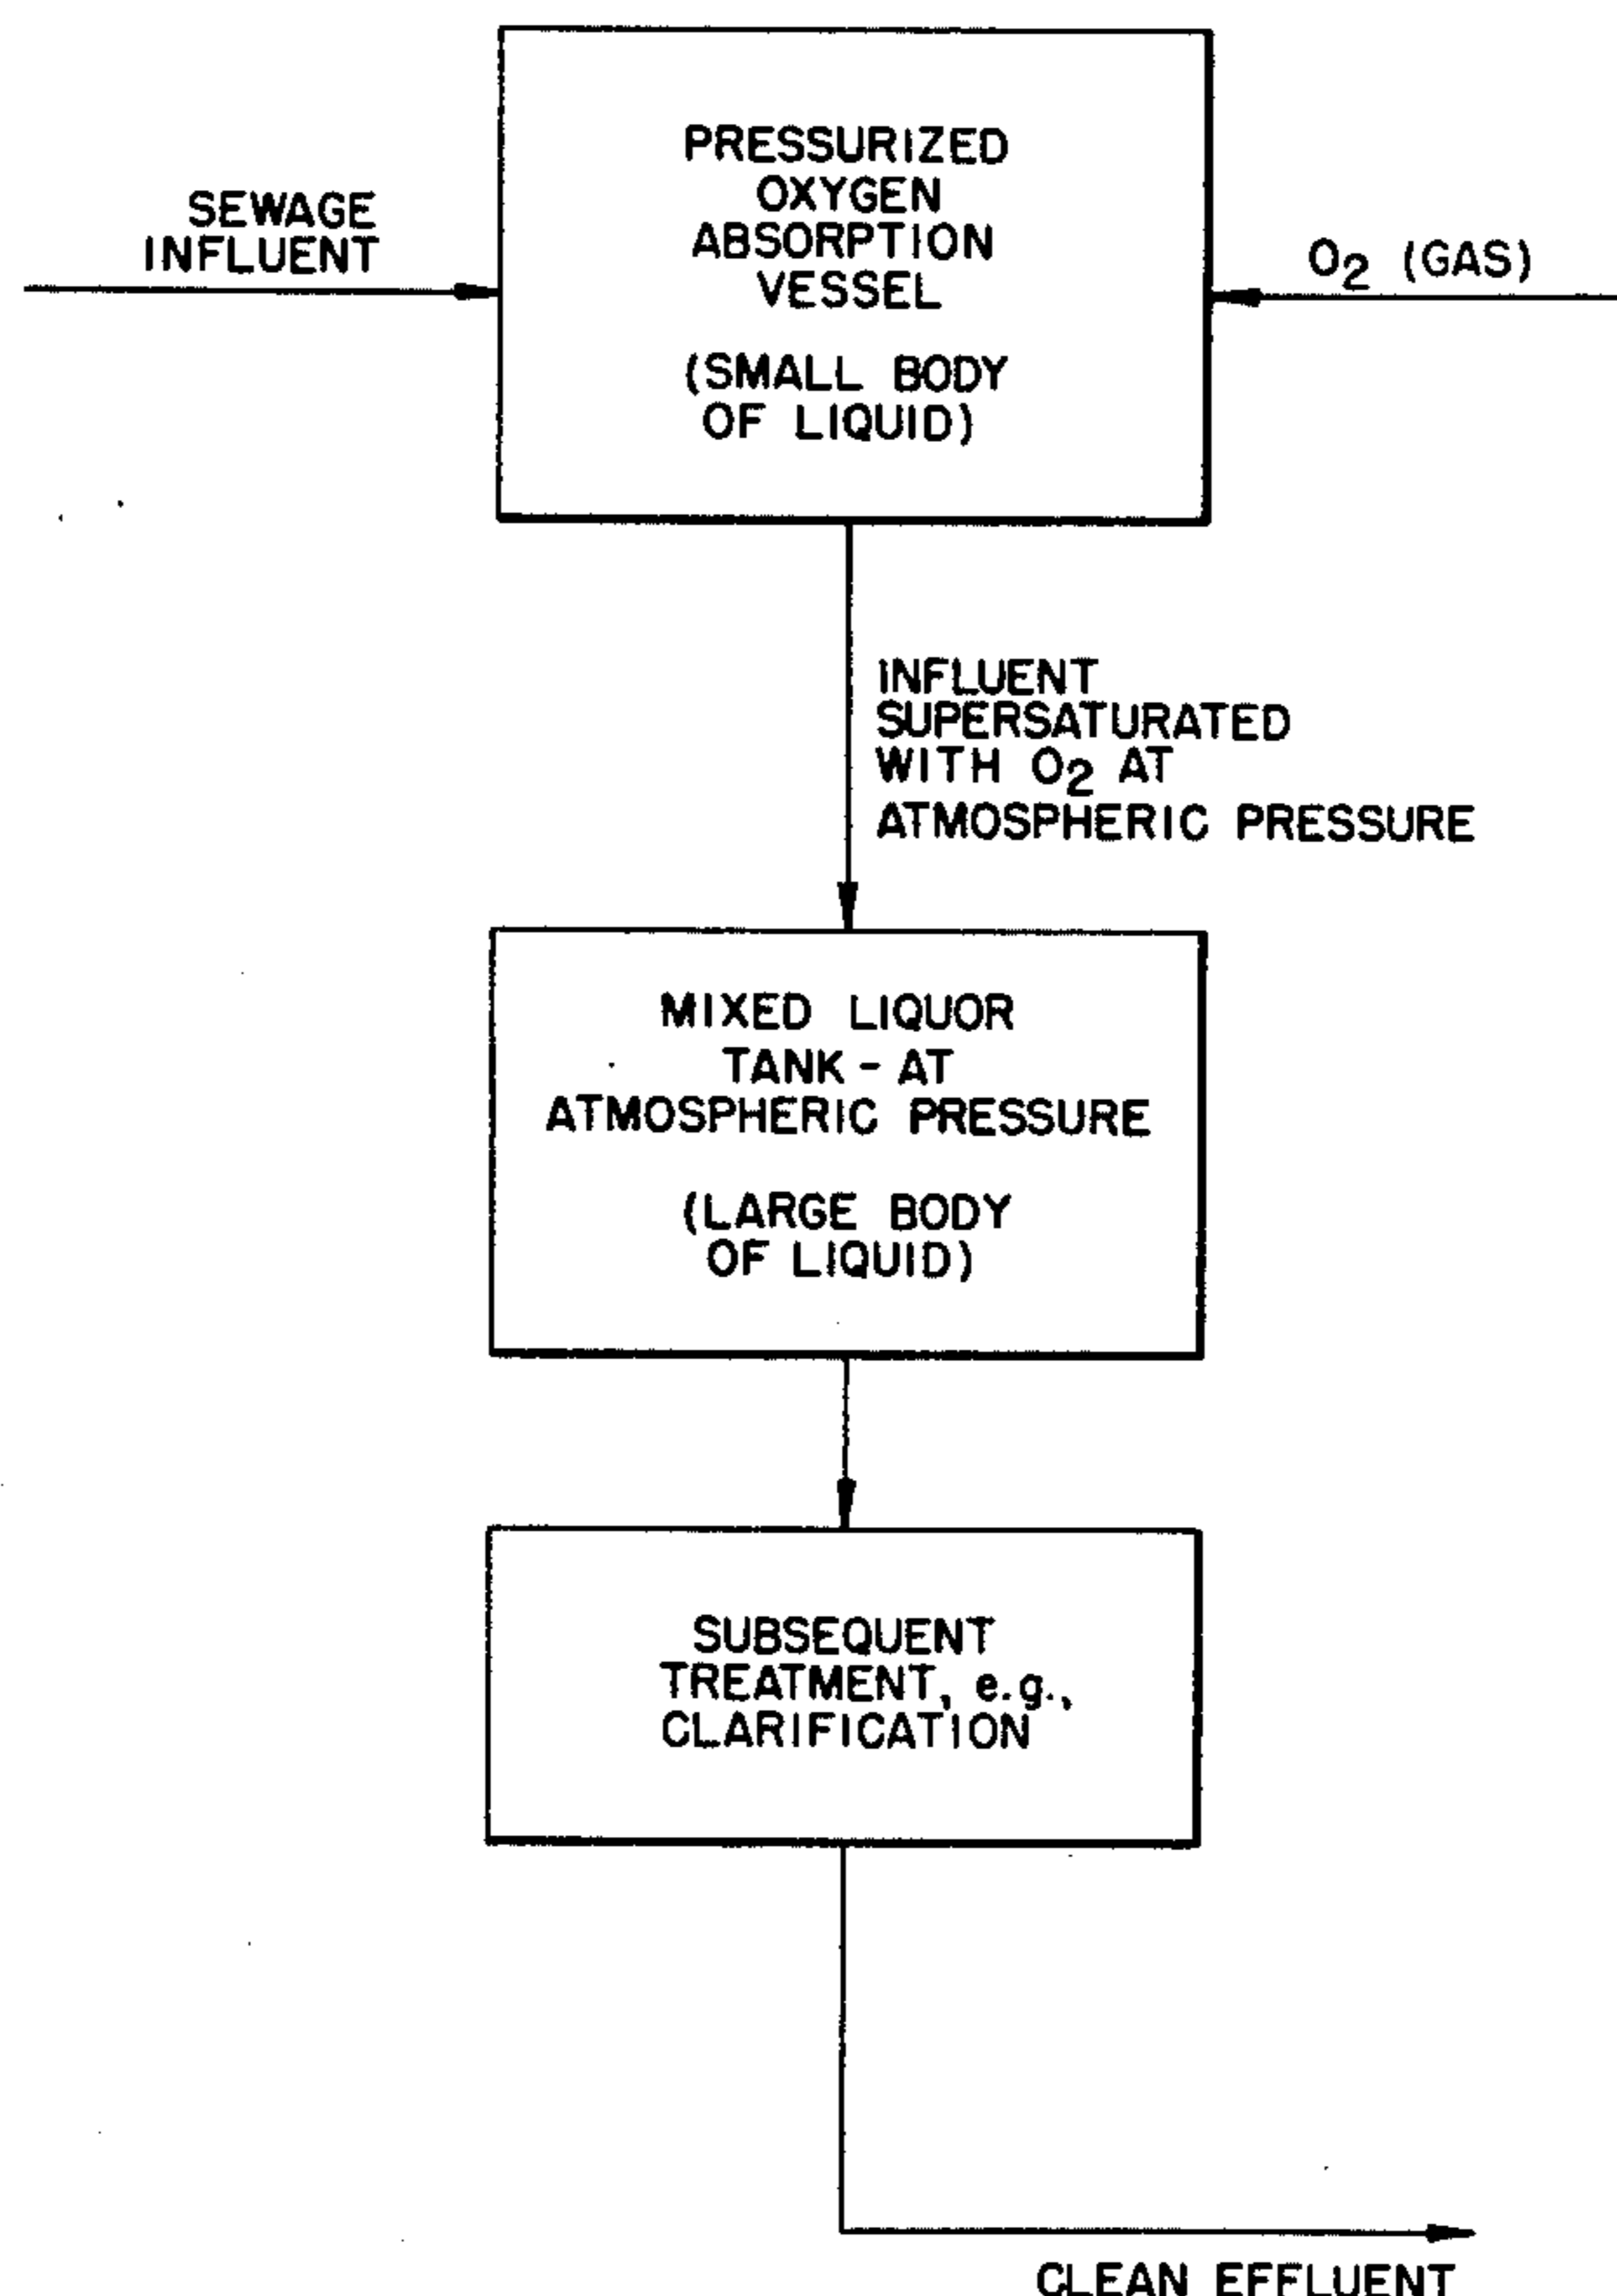 PRESSURIZED
OXYGEN
ABSORPTION
VESSEL
(SMALL BODY
OF LIQUID)
SEWAGE
INFLUENT
O2 (GAS)
INFLUENT
SUPERSATURATED
WITH O2 AT
ATMOSPHERIC PRESSURE
MIXED LIQUOR
TANK - AT
ATMOSPHERIC PRESSURE
(LARGE BODY
OF LIQUID)
SUBSEQUENT
TREATMENT, e.g.,
CLARIFICATION
CLEAN EFFLUENT